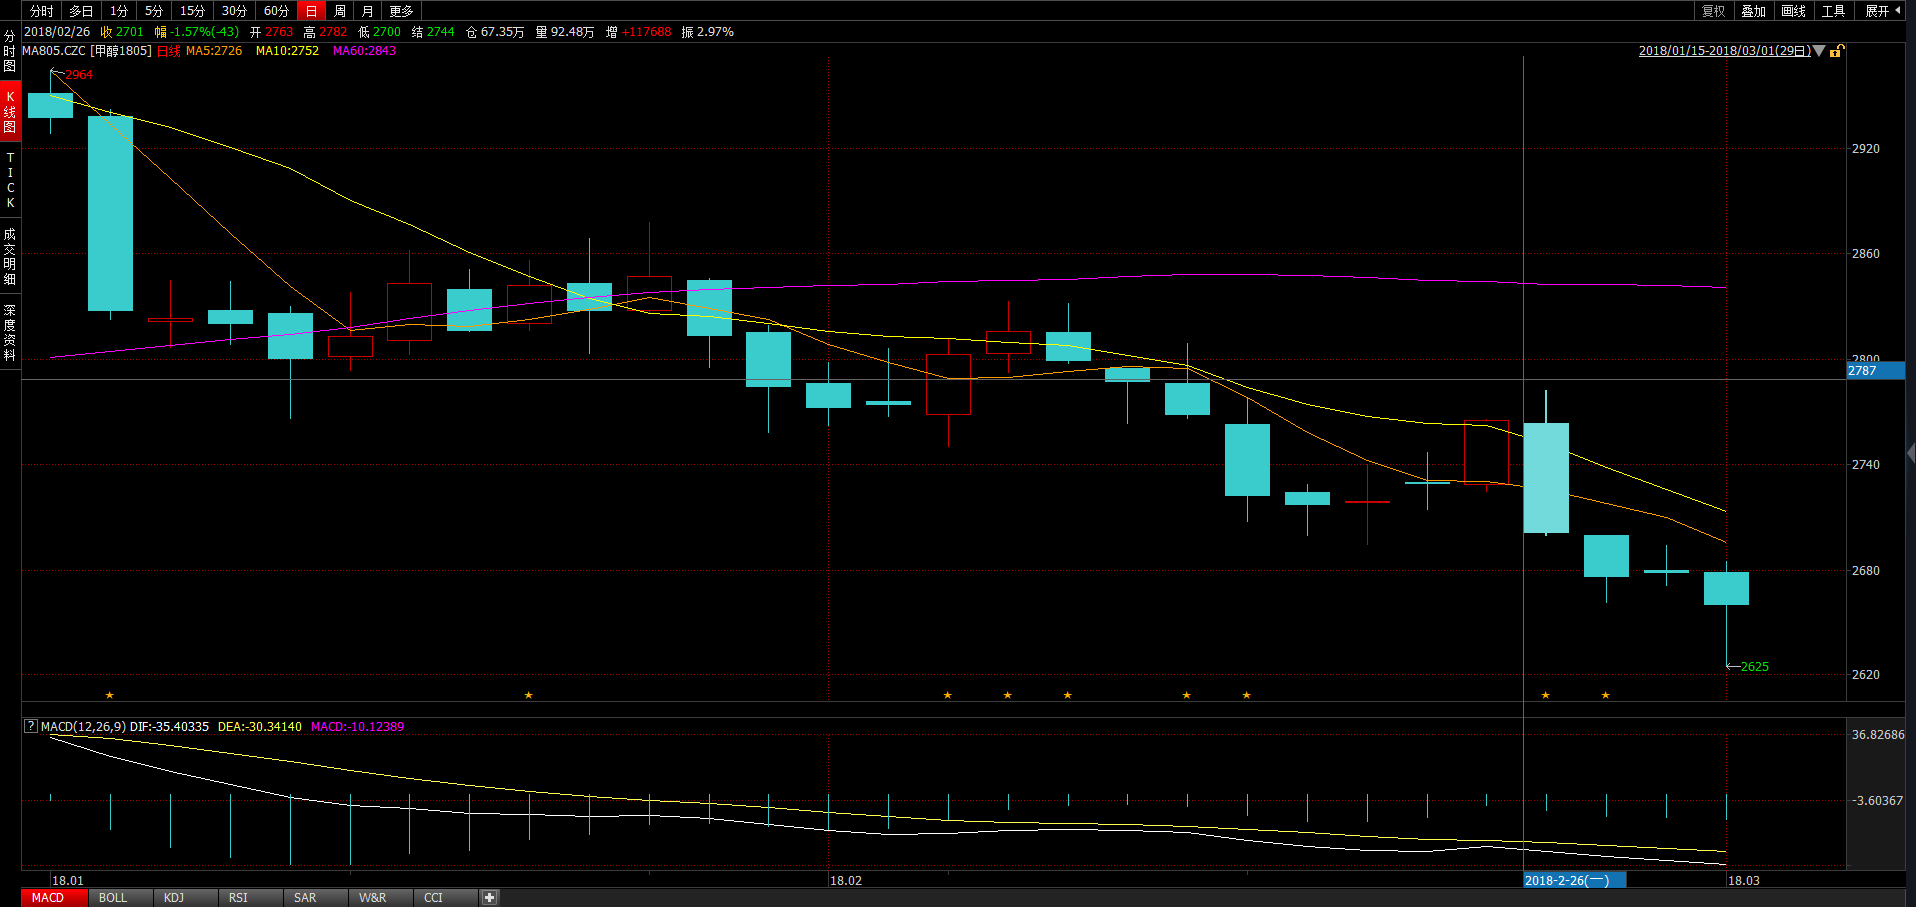 分时 多日 1分 5分 15分 30分 60分 日 周 月 更多 复权 叠加 画线 工具 展开
2018/02/26 收 2701 幅 -1.57%(-43) 开 2763 高 2782 低 2700 结 2744 仓 67.35万 量 92.48万 增 +117688 振 2.97%
MA805.CZC [甲醇1805] 日线 MA5:2726 MA10:2752 MA60:2843
2018/01/15-2018/03/01(29日)
分时图
K线图
TICK
成交明细
深度资料
2964
2920
2860
2800
2787
2740
2680
2625
2620
? MACD(12,26,9) DIF:-35.40335 DEA:-30.34140 MACD:-10.12389
36.82686
-3.60367
18.01 18.02 2018-2-26(一) 18.03
MACD BOLL KDJ RSI SAR W&R CCI